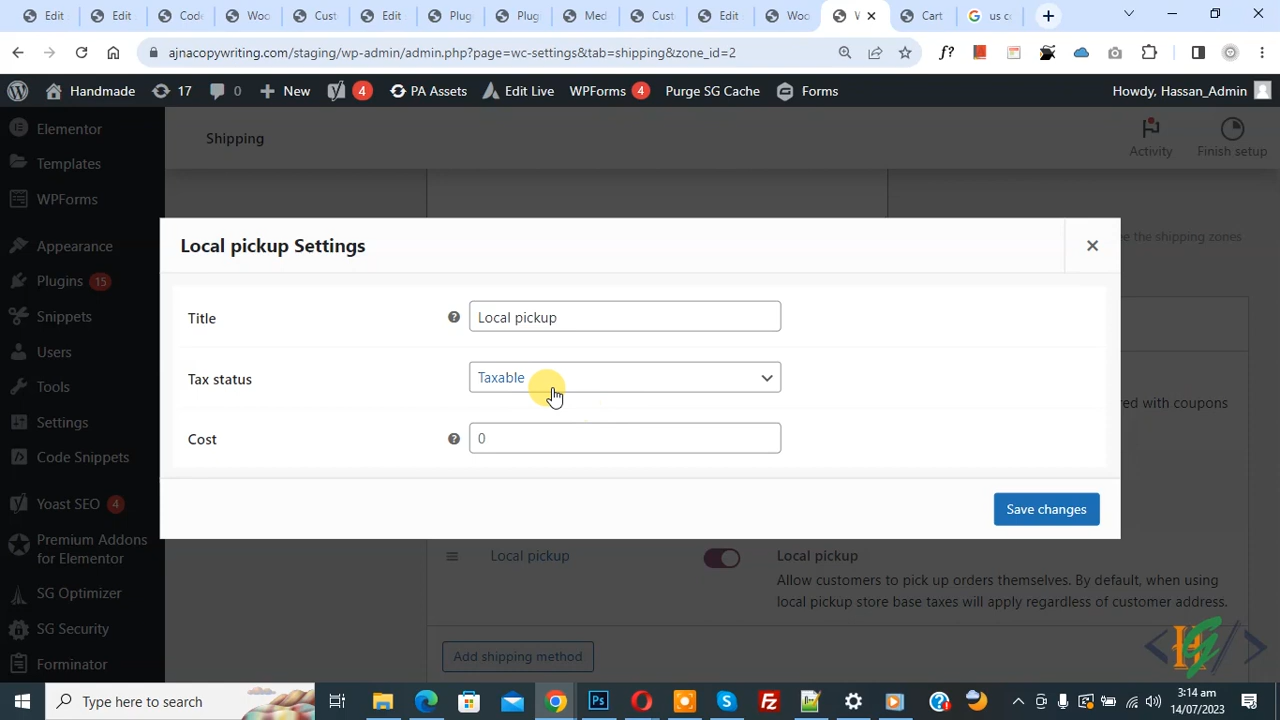 Edit
Edit
Code
Woo
Cust
Edit
Plug
Plug
Med
Cust
Edit
Woo
W
Cart
us c
ajnacopywriting.com/staging/wp-admin/admin.php?page=wc-settings&tab=shipping&zone_id=2
f?
Handmade
17
0
New
4
PA Assets
Edit Live
WPForms 4
Purge SG Cache
Forms
Howdy, Hassan_Admin
Elementor
Templates
WPForms
Appearance
Plugins 15
Snippets
Users
Tools
Settings
Code Snippets
Yoast SEO 4
Premium Addons
for Elementor
SG Optimizer
SG Security
Forminator
Shipping
Activity
Finish setup
Local pickup Settings
e the shipping zones
Title
Local pickup
Tax status
Taxable
ed with coupons
Cost
0
Save changes
Local pickup
Local pickup
Allow customers to pick up orders themselves. By default, when using
local pickup store base taxes will apply regardless of customer address.
Add shipping method
Type here to search
3:14 am
14/07/2023